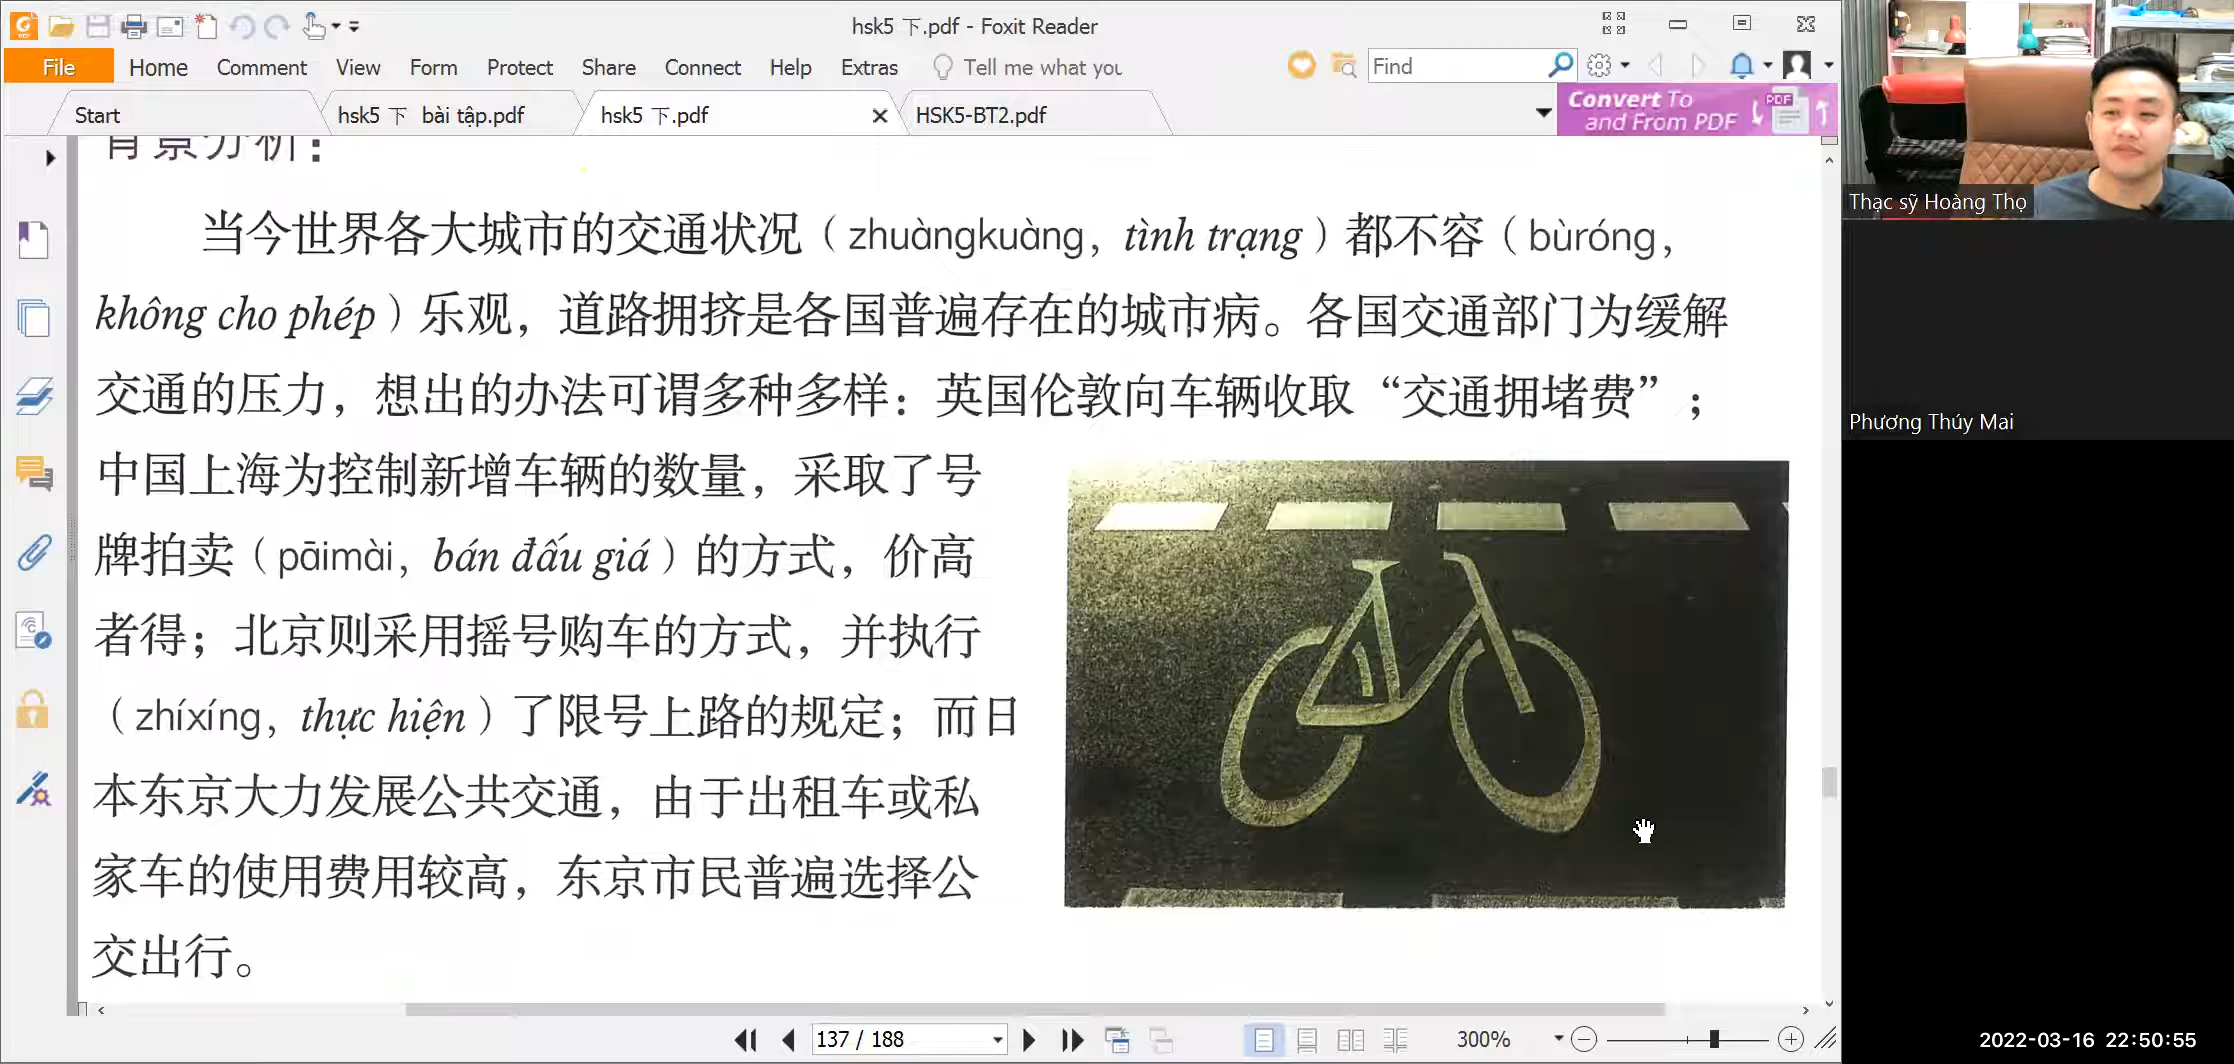 hsk5 下.pdf - Foxit Reader
File Home Comment View Form Protect Share Connect Help Extras Tell me what you Find
Start hsk5 下 bài tập.pdf hsk5 下.pdf HSK5-BT2.pdf
Convert To and From PDF
PDF
背景分析：
当今世界各大城市的交通状况（zhuàngkuàng，tình trạng）都不容（bùróng，
không cho phép）乐观，道路拥挤是各国普遍存在的城市病。各国交通部门为缓解
交通的压力，想出的办法可谓多种多样：英国伦敦向车辆收取“交通拥堵费”；
中国上海为控制新增车辆的数量，采取了号
牌拍卖（pāimài，bán đấu giá）的方式，价高
者得；北京则采用摇号购车的方式，并执行
（zhíxíng，thực hiện）了限号上路的规定；而日
本东京大力发展公共交通，由于出租车或私
家车的使用费用较高，东京市民普遍选择公
交出行。
137 / 188
300%
Thạc sỹ Hoàng Thọ
Phương Thúy Mai
2022-03-16 22:50:55